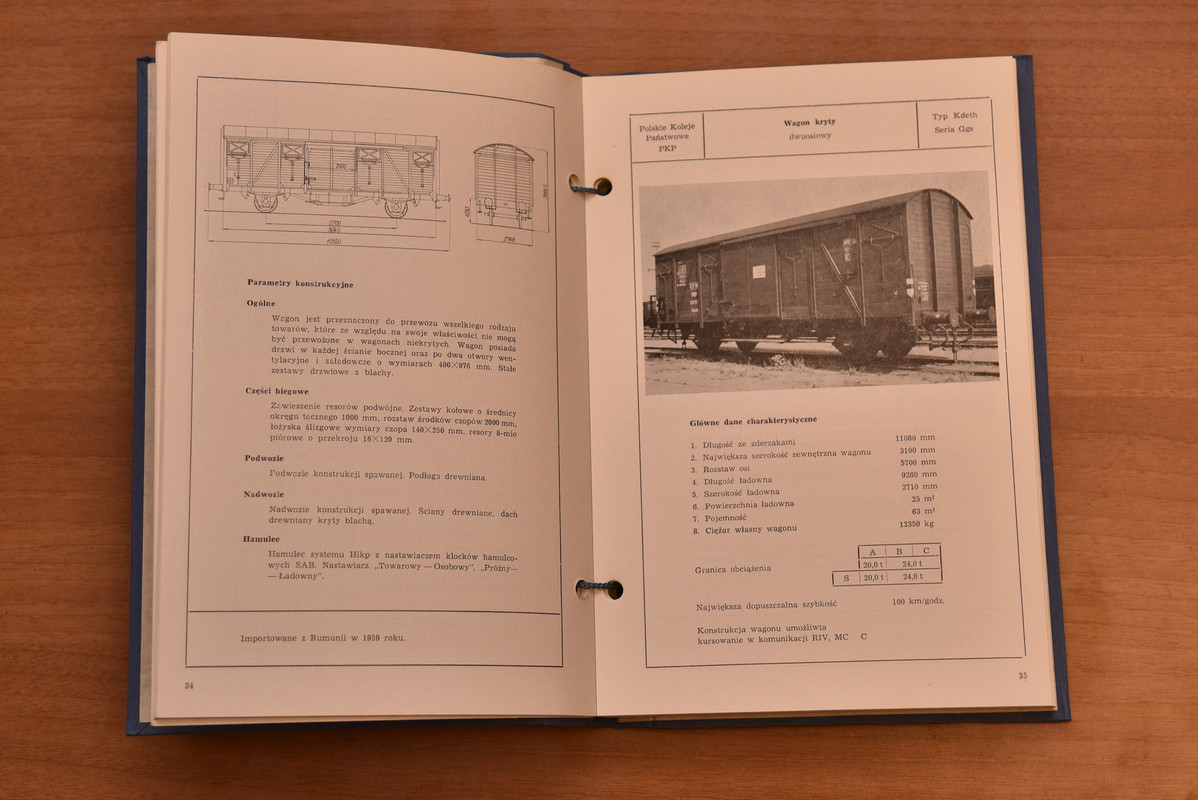 2000
5700
11080
2700
Parametry konstrukcyjne
Ogólne
Wagon jest przeznaczony do przewozu wszelkiego rodzaju
towarów, które ze względu na swoje właściwości nie mogą
być przewożone w wagonach niekrytych. Wagon posiada
drzwi w każdej ścianie bocznej oraz po dwa otwory wen-
tylacyjne i załadowcze o wymiarach 400×976 mm. Stałe
zestawy drzwiowe z blachy.
Części biegowe
Zawieszenie resorów podwójne. Zestawy kołowe o średnicy
okręgu tocznego 1000 mm, rozstaw środków czopów 2000 mm,
łożyska ślizgowe wymiary czopa 140×250 mm, resory 8-mio
piórowe o przekroju 16×120 mm.
Podwozie
Podwozie konstrukcji spawanej. Podłoga drewniana.
Nadwozie
Nadwozie konstrukcji spawanej. Ściany drewniane, dach
drewniany kryty blachą.
Hamulec
Hamulec systemu Hikp z nastawiaczem klocków hamulco-
wych SAB. Nastawiacz „Towarowy — Osobowy", „Próżny—
— Ładowny".
Importowane z Rumunii w 1959 roku.
34
Polskie Koleje
Państwowe
PKP
Wagon kryty
dwuosiowy
Typ Kdeth
Seria Ggs
Główne dane charakterystyczne
1. Długość ze zderzakami 11080 mm
2. Największa szerokość zewnętrzna wagonu 3100 mm
3. Rozstaw osi 5700 mm
4. Długość ładowna 9260 mm
5. Szerokość ładowna 2710 mm
6. Powierzchnia ładowna 25 m²
7. Pojemność 63 m³
8. Ciężar własny wagonu 12350 kg
A B C
Granica obciążenia 20,0 t 24,0 t
S 20,0 t 24,0 t
Największa dopuszczalna szybkość 100 km/godz.
Konstrukcja wagonu umożliwia
kursowanie w komunikacji RIV, MC C
35